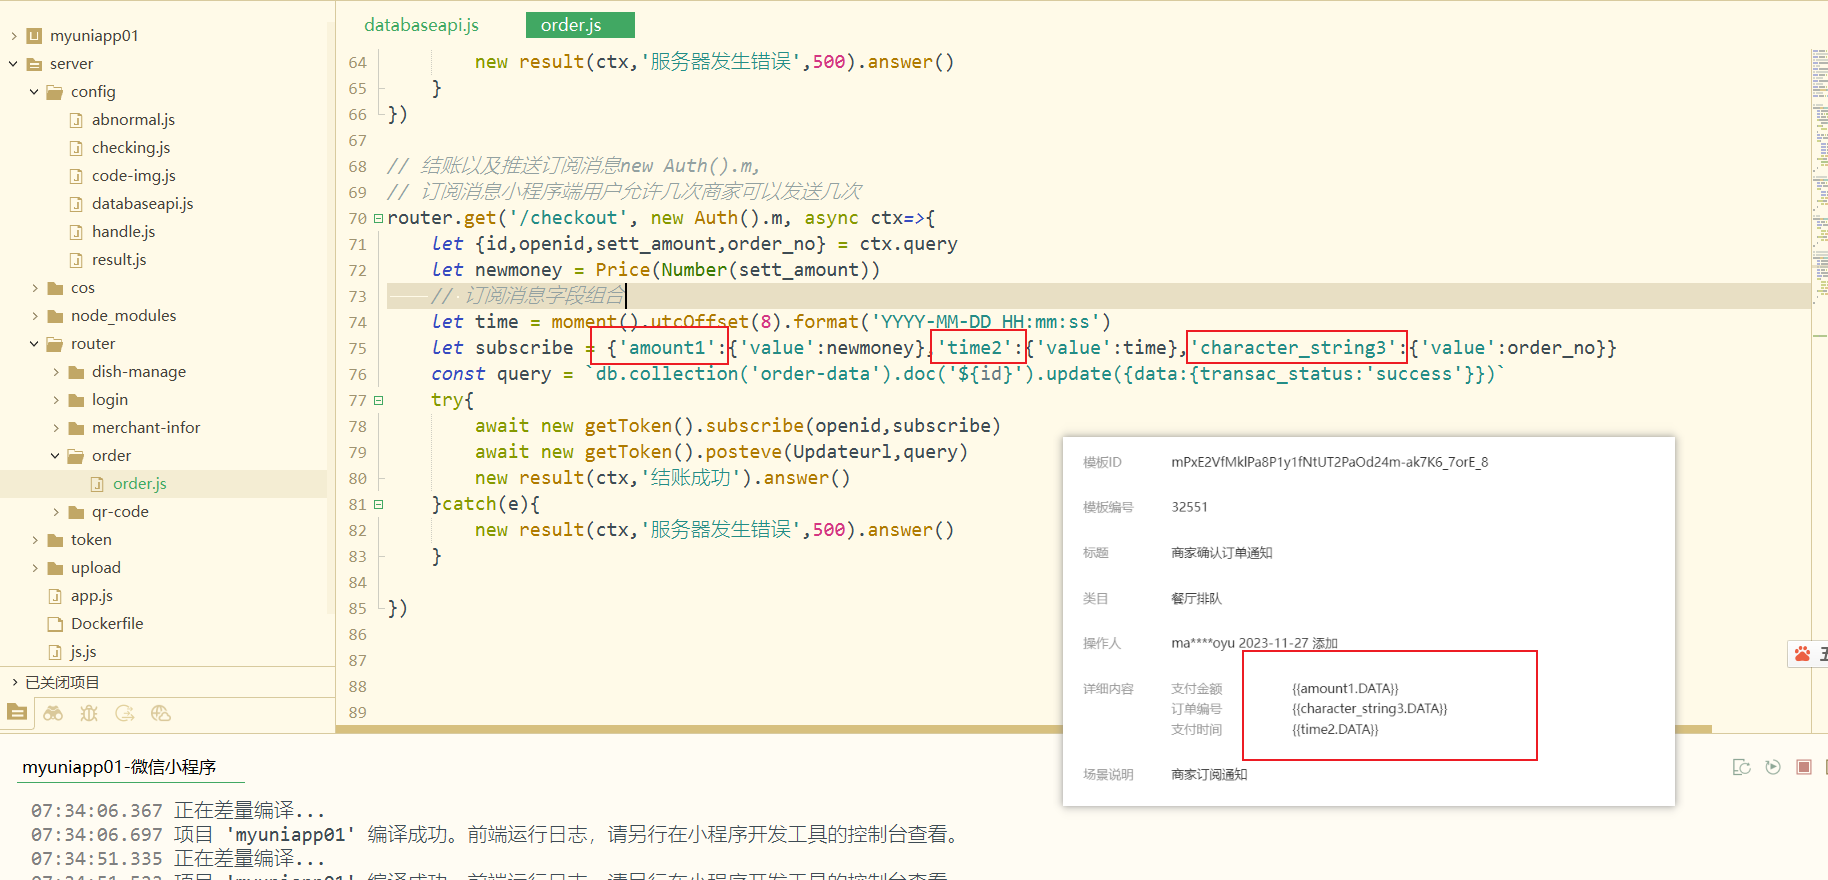 myuniapp01
server
config
abnormal.js
checking.js
code-img.js
databaseapi.js
handle.js
result.js
cos
node_modules
router
dish-manage
login
merchant-infor
order
order.js
qr-code
token
upload
app.js
Dockerfile
js.js
已关闭项目
databaseapi.js
order.js
64 new result(ctx,'服务器发生错误',500).answer()
65 }
66 })
67
68 // 结账以及推送订阅消息new Auth().m,
69 // 订阅消息小程序端用户允许几次商家可以发送几次
70 router.get('/checkout', new Auth().m, async ctx=>{
71 let {id,openid,sett_amount,order_no} = ctx.query
72 let newmoney = Price(Number(sett_amount))
73 // 订阅消息字段组合
74 let time = moment().utcOffset(8).format('YYYY-MM-DD HH:mm:ss')
75 let subscribe = {'amount1':{'value':newmoney},'time2':{'value':time},'character_string3':{'value':order_no}}
76 const query = `db.collection('order-data').doc('${id}').update({data:{transac_status:'success'}})`
77 try{
78 await new getToken().subscribe(openid,subscribe)
79 await new getToken().posteve(Updateurl,query)
80 new result(ctx,'结账成功').answer()
81 }catch(e){
82 new result(ctx,'服务器发生错误',500).answer()
83 }
84
85 })
86
87
88
89
模板ID mPxE2VfMklPa8P1y1fNtUT2PaOd24m-ak7K6_7orE_8
模板编号 32551
标题 商家确认订单通知
类目 餐厅排队
操作人 ma****oyu 2023-11-27 添加
详细内容 支付金额 {{amount1.DATA}}
订单编号 {{character_string3.DATA}}
支付时间 {{time2.DATA}}
场景说明 商家订阅通知
myuniapp01-微信小程序
07:34:06.367 正在差量编译...
07:34:06.697 项目 'myuniapp01' 编译成功。前端运行日志，请另行在小程序开发工具的控制台查看。
07:34:51.335 正在差量编译...